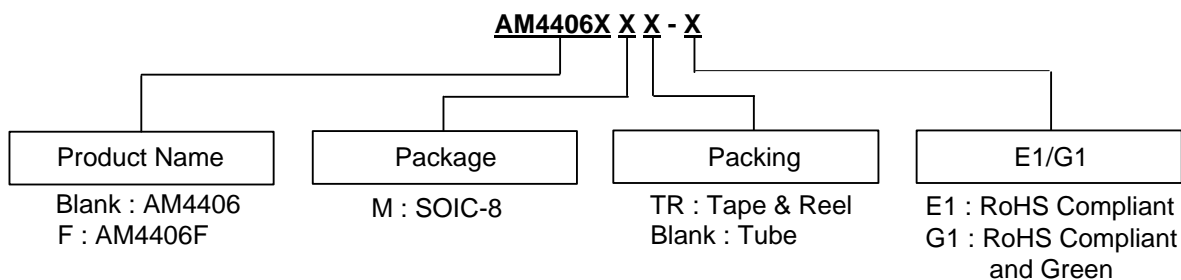 AM4406X X X - X
Product Name
Package
Packing
E1/G1
Blank : AM4406
F : AM4406F
M : SOIC-8
TR : Tape & Reel
Blank : Tube
E1 : RoHS Compliant
G1 : RoHS Compliant
and Green